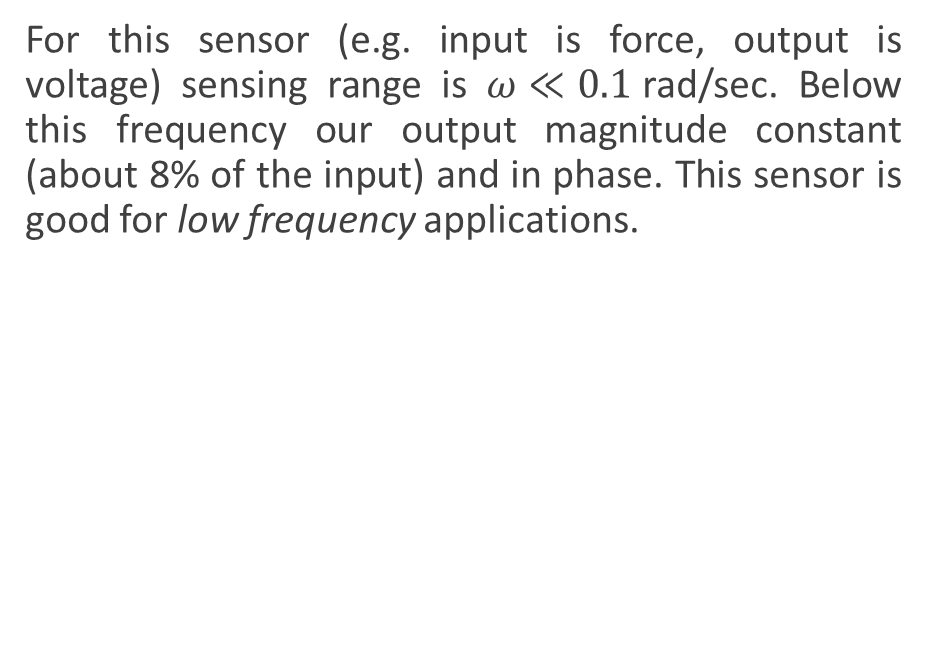 For this sensor (e.g. input is force, output is
voltage) sensing range is ω ≪ 0.1 rad/sec. Below
this frequency our output magnitude constant
(about 8% of the input) and in phase. This sensor is
good for low frequency applications.